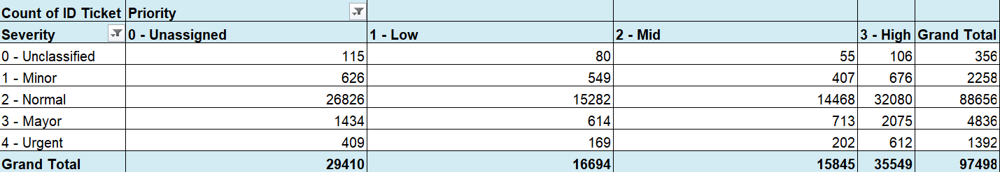 Count of ID Ticket Priority
Severity 0 - Unassigned 1 - Low 2 - Mid 3 - High Grand Total
0 - Unclassified 115 80 55 106 356
1 - Minor 626 549 407 676 2258
2 - Normal 26826 15282 14468 32080 88656
3 - Mayor 1434 614 713 2075 4836
4 - Urgent 409 169 202 612 1392
Grand Total 29410 16694 15845 35549 97498